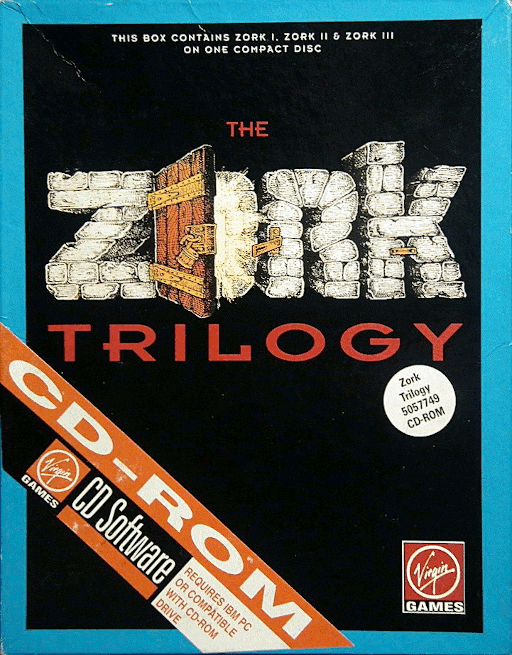 THIS BOX CONTAINS ZORK I, ZORK II & ZORK III
ON ONE COMPACT DISC
THE
ZORK
TRILOGY
Zork
Trilogy
5057749
CD-ROM
CD-ROM
Virgin
GAMES
CD Software
REQUIRES IBM PC
OR COMPATIBLE
WITH CD-ROM
DRIVE
Virgin
GAMES